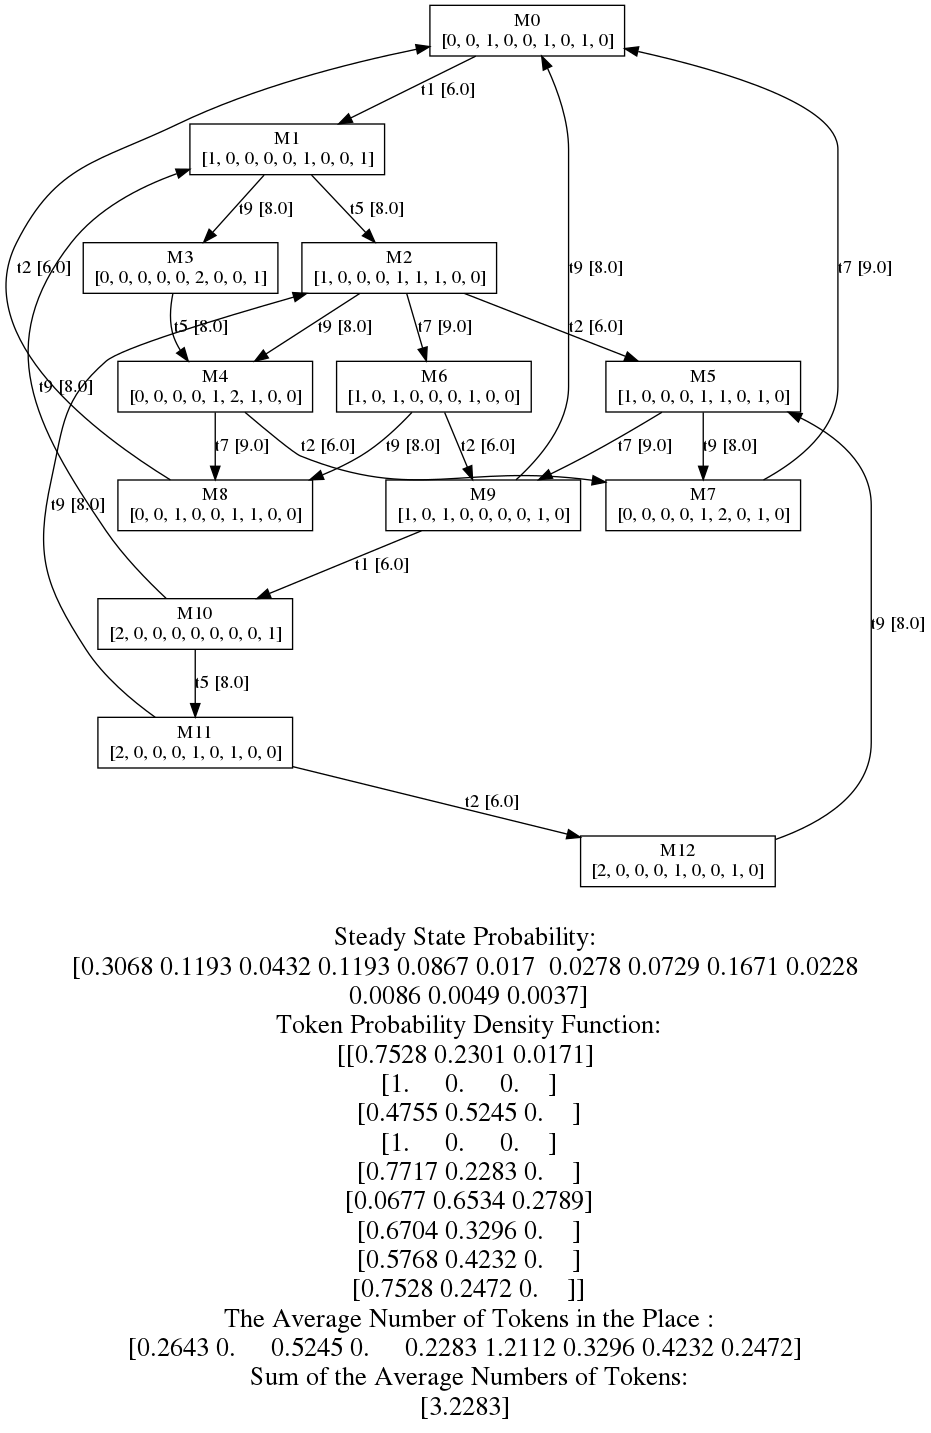 M0
[0, 0, 1, 0, 0, 1, 0, 1, 0]
t1 [6.0]
M1
[1, 0, 0, 0, 0, 1, 0, 0, 1]
t9 [8.0]
t5 [8.0]
M3
[0, 0, 0, 0, 0, 2, 0, 0, 1]
M2
[1, 0, 0, 0, 1, 1, 1, 0, 0]
t2 [6.0]
t9 [8.0]
t7 [9.0]
t5 [8.0]
t9 [8.0]
t7 [9.0]
t2 [6.0]
M4
[0, 0, 0, 0, 1, 2, 1, 0, 0]
M6
[1, 0, 1, 0, 0, 0, 1, 0, 0]
M5
[1, 0, 0, 0, 1, 1, 0, 1, 0]
t9 [8.0]
t7 [9.0]
t2 [6.0]
t9 [8.0]
t2 [6.0]
t7 [9.0]
t9 [8.0]
M8
[0, 0, 1, 0, 0, 1, 1, 0, 0]
M9
[1, 0, 1, 0, 0, 0, 0, 1, 0]
M7
[0, 0, 0, 0, 1, 2, 0, 1, 0]
t9 [8.0]
t1 [6.0]
M10
[2, 0, 0, 0, 0, 0, 0, 0, 1]
t9 [8.0]
t5 [8.0]
M11
[2, 0, 0, 0, 1, 0, 1, 0, 0]
t2 [6.0]
M12
[2, 0, 0, 0, 1, 0, 0, 1, 0]
Steady State Probability:
[0.3068 0.1193 0.0432 0.1193 0.0867 0.017 0.0278 0.0729 0.1671 0.0228
0.0086 0.0049 0.0037]
Token Probability Density Function:
[[0.7528 0.2301 0.0171]
[1. 0. 0. ]
[0.4755 0.5245 0. ]
[1. 0. 0. ]
[0.7717 0.2283 0. ]
[0.0677 0.6534 0.2789]
[0.6704 0.3296 0. ]
[0.5768 0.4232 0. ]
[0.7528 0.2472 0. ]]
The Average Number of Tokens in the Place :
[0.2643 0. 0.5245 0. 0.2283 1.2112 0.3296 0.4232 0.2472]
Sum of the Average Numbers of Tokens:
[3.2283]